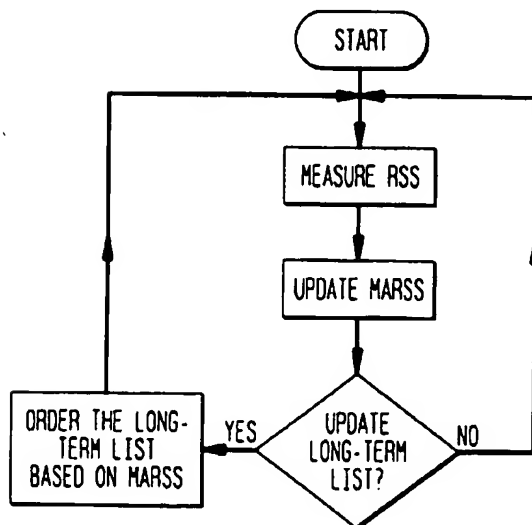 START
MEASURE RSS
UPDATE MARSS
UPDATE
LONG-TERM
LIST?
YES
NO
ORDER THE LONG-
TERM LIST
BASED ON MARSS